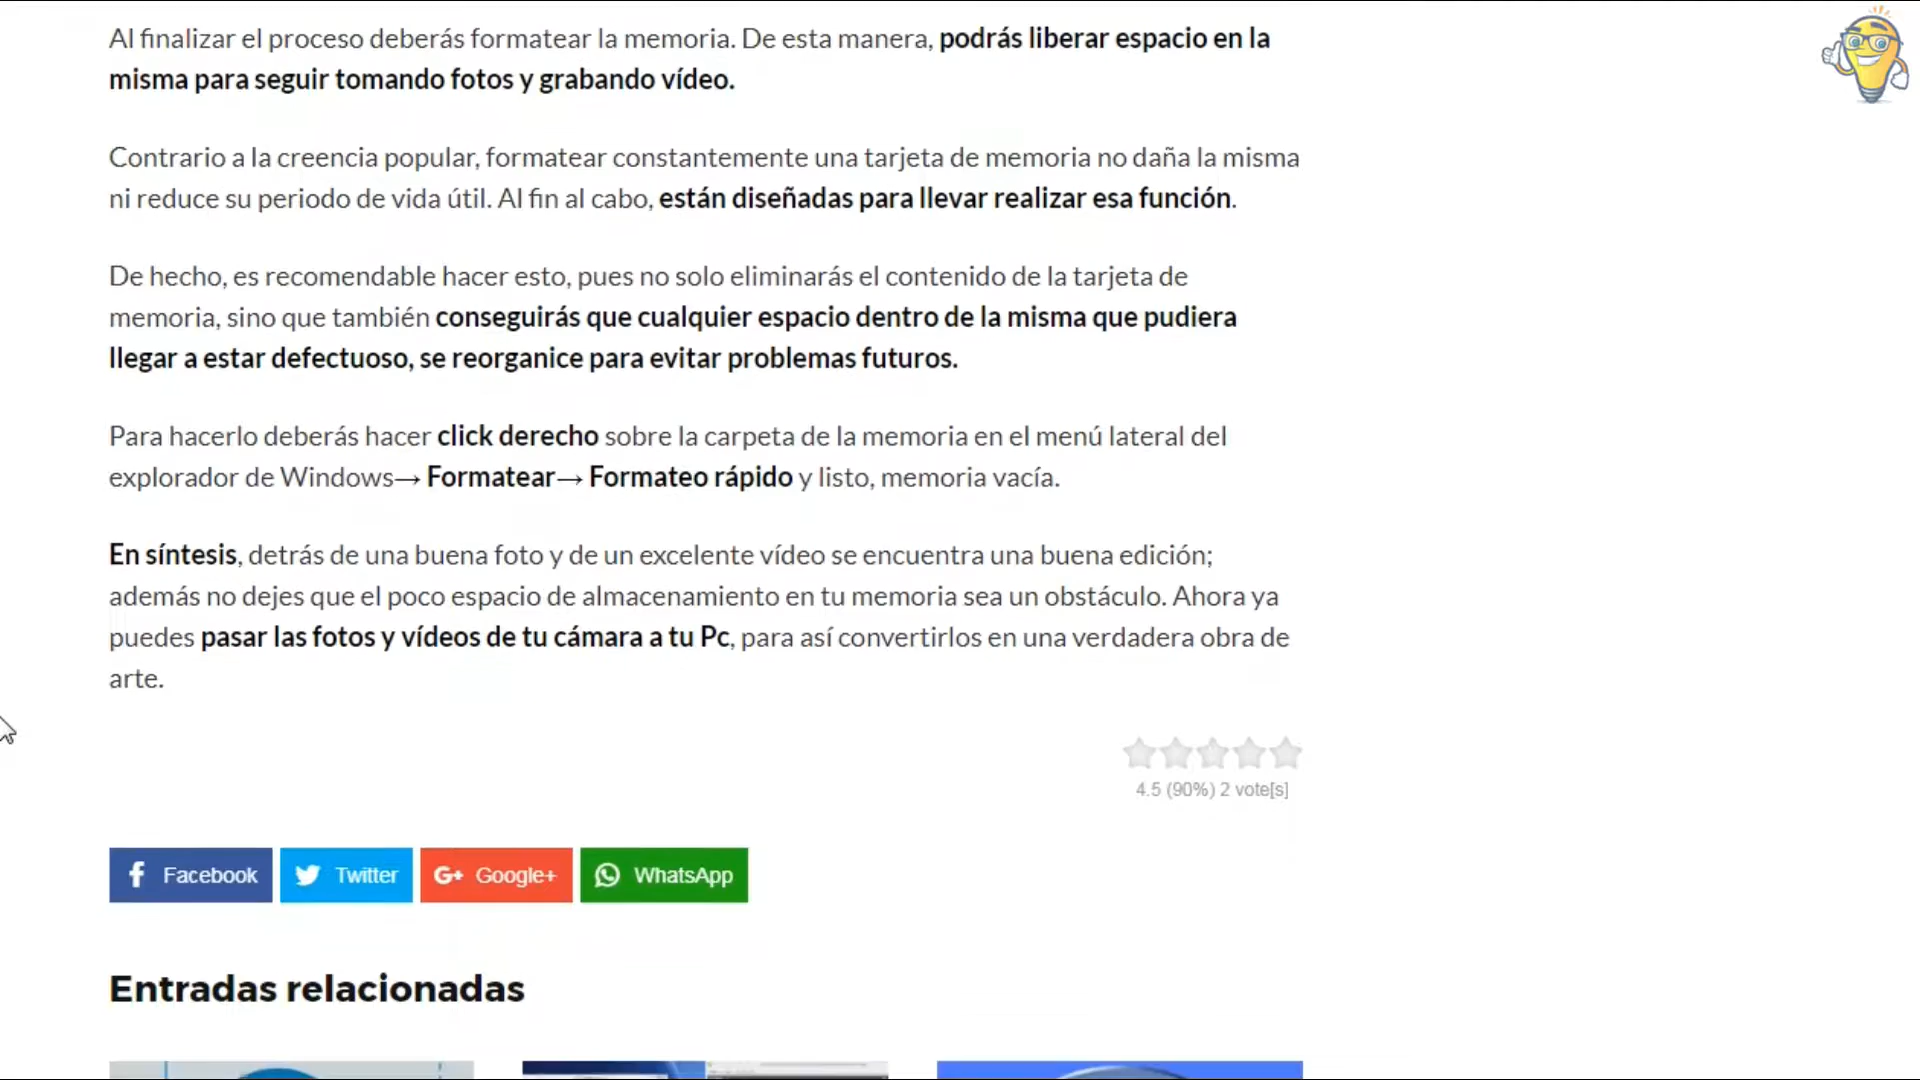 Al finalizar el proceso deberás formatear la memoria. De esta manera, podrás liberar espacio en la
misma para seguir tomando fotos y grabando vídeo.
Contrario a la creencia popular, formatear constantemente una tarjeta de memoria no daña la misma
ni reduce su periodo de vida útil. Al fin al cabo, están diseñadas para llevar realizar esa función.
De hecho, es recomendable hacer esto, pues no solo eliminarás el contenido de la tarjeta de
memoria, sino que también conseguirás que cualquier espacio dentro de la misma que pudiera
llegar a estar defectuoso, se reorganice para evitar problemas futuros.
Para hacerlo deberás hacer click derecho sobre la carpeta de la memoria en el menú lateral del
explorador de Windows→ Formatear→ Formateo rápido y listo, memoria vacía.
En síntesis, detrás de una buena foto y de un excelente vídeo se encuentra una buena edición;
además no dejes que el poco espacio de almacenamiento en tu memoria sea un obstáculo. Ahora ya
puedes pasar las fotos y vídeos de tu cámara a tu Pc, para así convertirlos en una verdadera obra de
arte.
4.5 (90%) 2 vote[s]
Facebook Twitter G+ Google+ WhatsApp
Entradas relacionadas